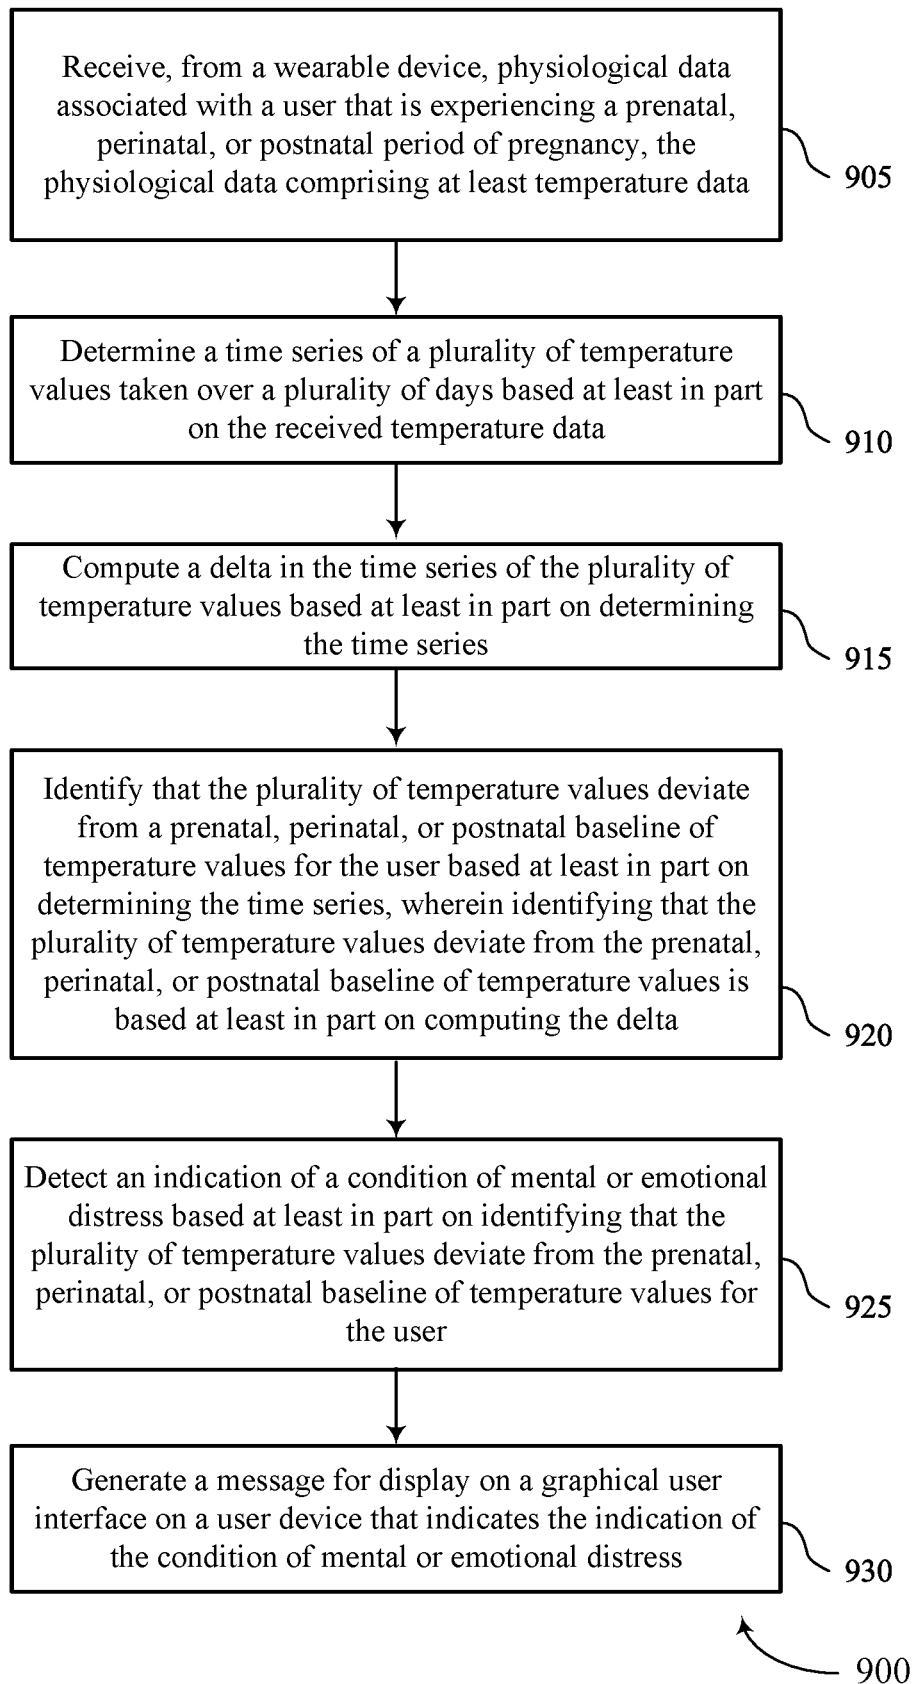 Receive, from a wearable device, physiological data
associated with a user that is experiencing a prenatal,
perinatal, or postnatal period of pregnancy, the
physiological data comprising at least temperature data
905
Determine a time series of a plurality of temperature
values taken over a plurality of days based at least in part
on the received temperature data
910
Compute a delta in the time series of the plurality of
temperature values based at least in part on determining
the time series
915
Identify that the plurality of temperature values deviate
from a prenatal, perinatal, or postnatal baseline of
temperature values for the user based at least in part on
determining the time series, wherein identifying that the
plurality of temperature values deviate from the prenatal,
perinatal, or postnatal baseline of temperature values is
based at least in part on computing the delta
920
Detect an indication of a condition of mental or emotional
distress based at least in part on identifying that the
plurality of temperature values deviate from the prenatal,
perinatal, or postnatal baseline of temperature values for
the user
925
Generate a message for display on a graphical user
interface on a user device that indicates the indication of
the condition of mental or emotional distress
930
900